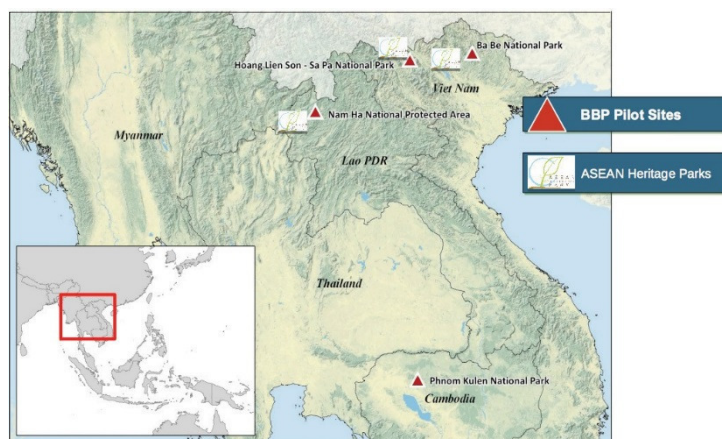 Ba Be National Park
Hoang Lien Son - Sa Pa National Park
Viet Nam
BBP Pilot Sites
Nam Ha National Protected Area
Myanmar
Lao PDR
ASEAN Heritage Parks
Thailand
Phnom Kulen National Park
Cambodia